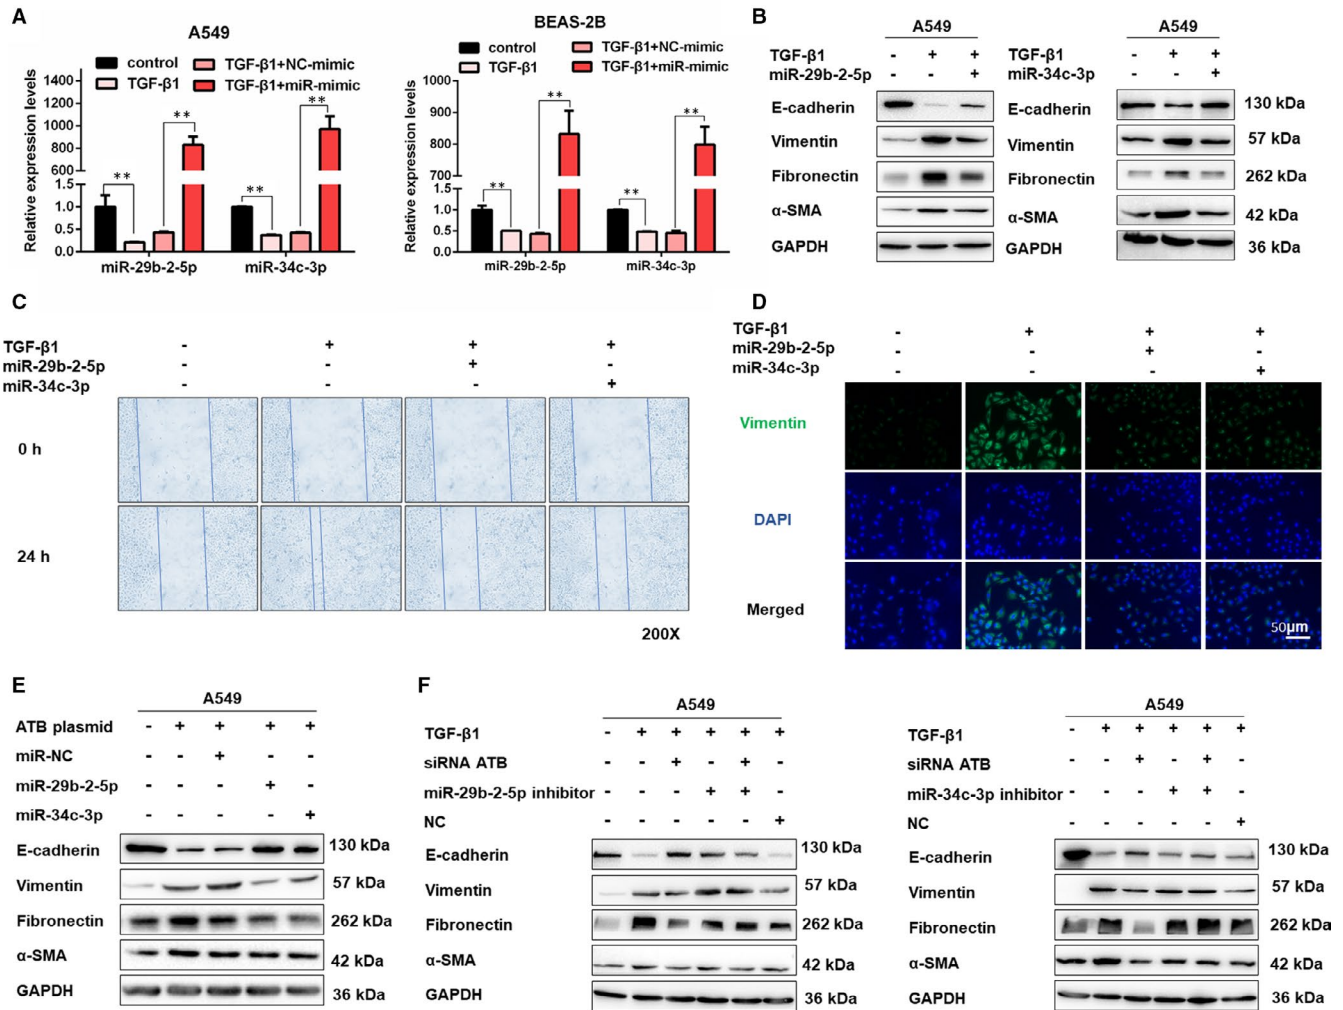 A
A549
control
TGF-β1
TGF-β1+NC-mimic
TGF-β1+miR-mimic
Relative expression levels
1400
1200
1000
800
600
1.5
1.0
0.5
0.0
**
**
**
**
miR-29b-2-5p
miR-34c-3p
BEAS-2B
control
TGF-β1
TGF-β1+NC-mimic
TGF-β1+miR-mimic
Relative expression levels
1000
900
800
700
1.5
1.0
0.5
0.0
**
**
**
**
miR-29b-2-5p
miR-34c-3p
B
A549
TGF-β1 - + +
miR-29b-2-5p - - +
E-cadherin
Vimentin
Fibronectin
α-SMA
GAPDH
A549
TGF-β1 - + +
miR-34c-3p - - +
E-cadherin 130 kDa
Vimentin 57 kDa
Fibronectin 262 kDa
α-SMA 42 kDa
GAPDH 36 kDa
C
TGF-β1 - + + +
miR-29b-2-5p - - + -
miR-34c-3p - - - +
0 h
24 h
200X
D
TGF-β1 - + + +
miR-29b-2-5p - - + -
miR-34c-3p - - - +
Vimentin
DAPI
Merged
50μm
E
A549
ATB plasmid - + + + +
miR-NC - - + - -
miR-29b-2-5p - - - + -
miR-34c-3p - - - - +
E-cadherin 130 kDa
Vimentin 57 kDa
Fibronectin 262 kDa
α-SMA 42 kDa
GAPDH 36 kDa
F
A549
TGF-β1 - + + + + +
siRNA ATB - - + - + -
miR-29b-2-5p inhibitor - - - + + -
NC - - - - - +
E-cadherin 130 kDa
Vimentin 57 kDa
Fibronectin 262 kDa
α-SMA 42 kDa
GAPDH 36 kDa
A549
TGF-β1 - + + + + +
siRNA ATB - - + - + -
miR-34c-3p inhibitor - - - + + -
NC - - - - - +
E-cadherin 130 kDa
Vimentin 57 kDa
Fibronectin 262 kDa
α-SMA 42 kDa
GAPDH 36 kDa